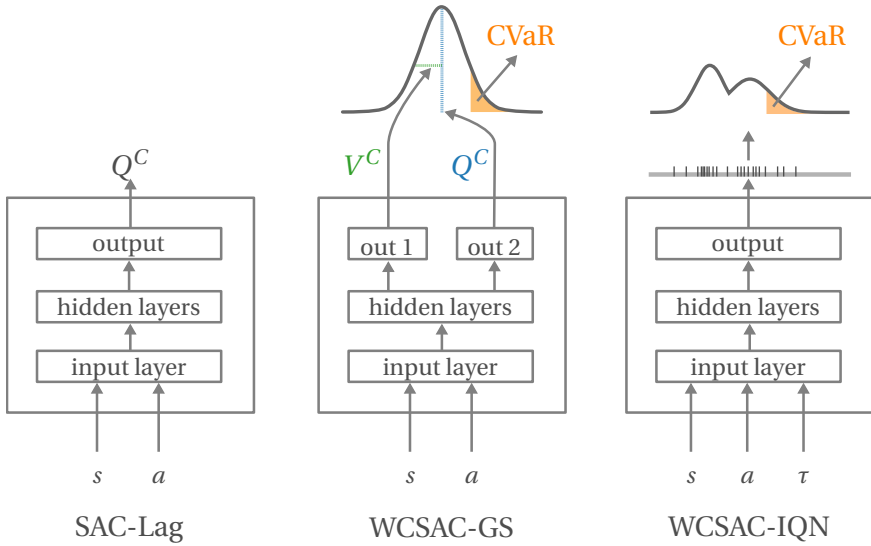 CVaR
CVaR
Q^C
V^C
Q^C
output
out 1
out 2
output
hidden layers
hidden layers
hidden layers
input layer
input layer
input layer
s a
s a
s a τ
SAC-Lag
WCSAC-GS
WCSAC-IQN